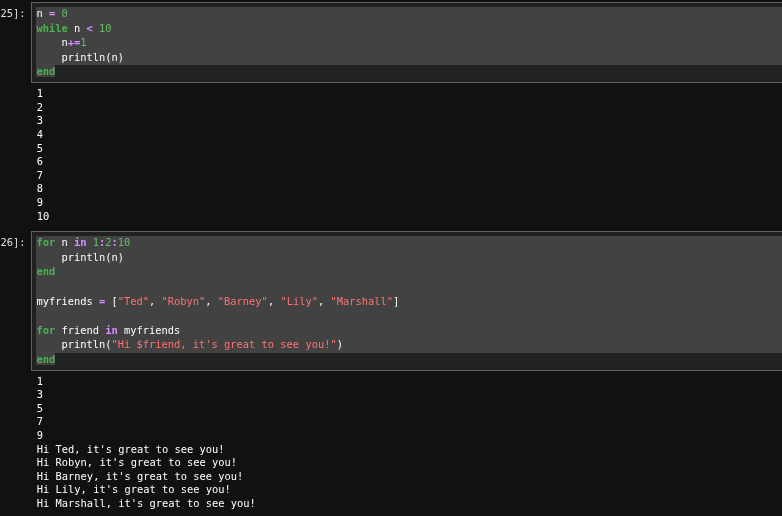 25]:
n = 0
while n < 10
    n+=1
    println(n)
end
1
2
3
4
5
6
7
8
9
10
26]:
for n in 1:2:10
    println(n)
end
myfriends = ["Ted", "Robyn", "Barney", "Lily", "Marshall"]
for friend in myfriends
    println("Hi $friend, it's great to see you!")
end
1
3
5
7
9
Hi Ted, it's great to see you!
Hi Robyn, it's great to see you!
Hi Barney, it's great to see you!
Hi Lily, it's great to see you!
Hi Marshall, it's great to see you!